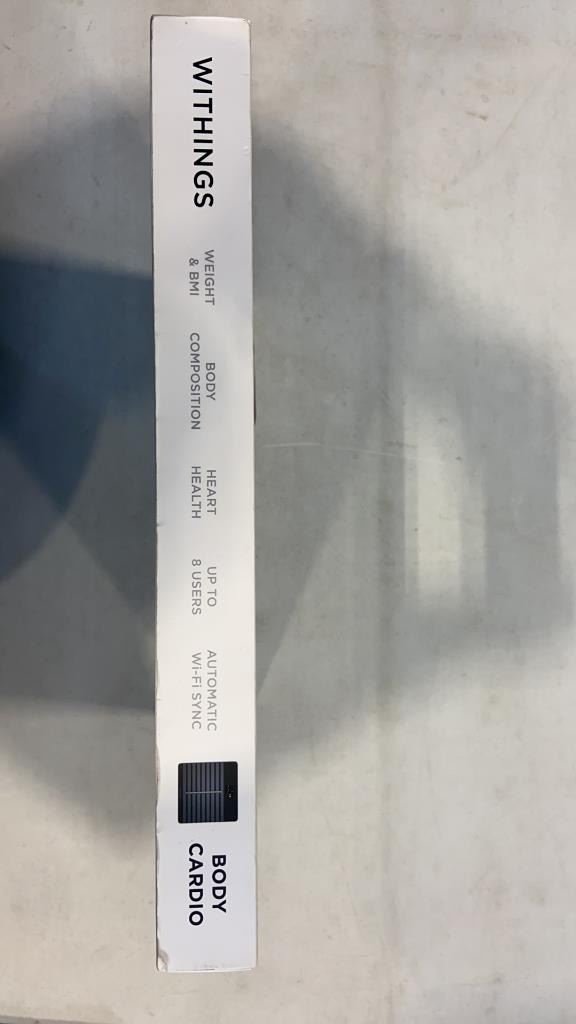 WITHINGS
WEIGHT
& BMI
BODY
COMPOSITION
HEART
HEALTH
UP TO
8 USERS
AUTOMATIC
Wi-Fi SYNC
BODY
CARDIO